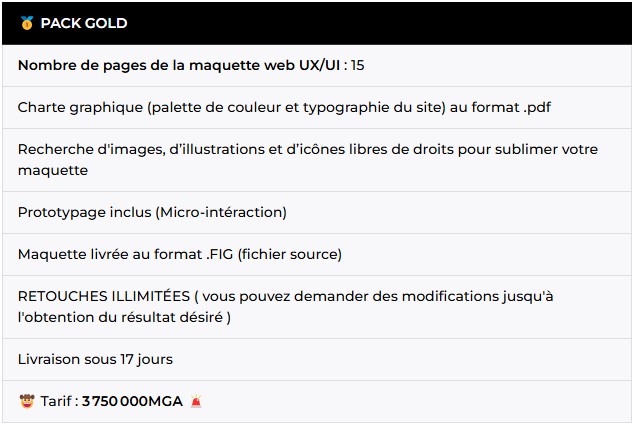 🥇 PACK GOLD
Nombre de pages de la maquette web UX/UI : 15
Charte graphique (palette de couleur et typographie du site) au format .pdf
Recherche d'images, d’illustrations et d’icônes libres de droits pour sublimer votre
maquette
Prototypage inclus (Micro-intéraction)
Maquette livrée au format .FIG (fichier source)
RETOUCHES ILLIMITÉES ( vous pouvez demander des modifications jusqu'à
l'obtention du résultat désiré )
Livraison sous 17 jours
Tarif : 3 750 000MGA 🚨